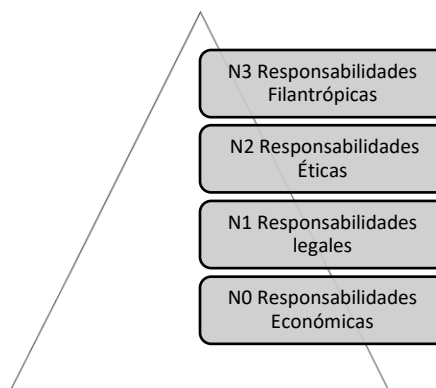 N3 Responsabilidades
Filantrópicas
N2 Responsabilidades
Éticas
N1 Responsabilidades
legales
N0 Responsabilidades
Económicas